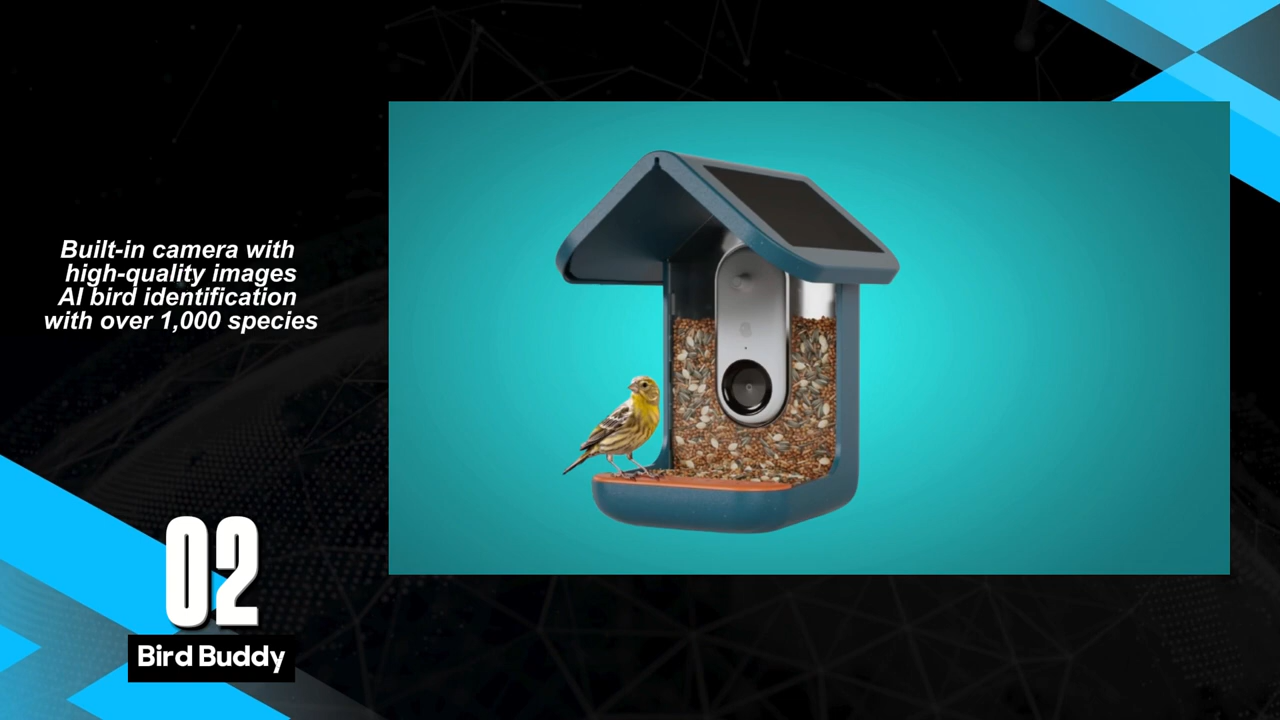 Built-in camera with
high-quality images
AI bird identification
with over 1,000 species
02
Bird Buddy